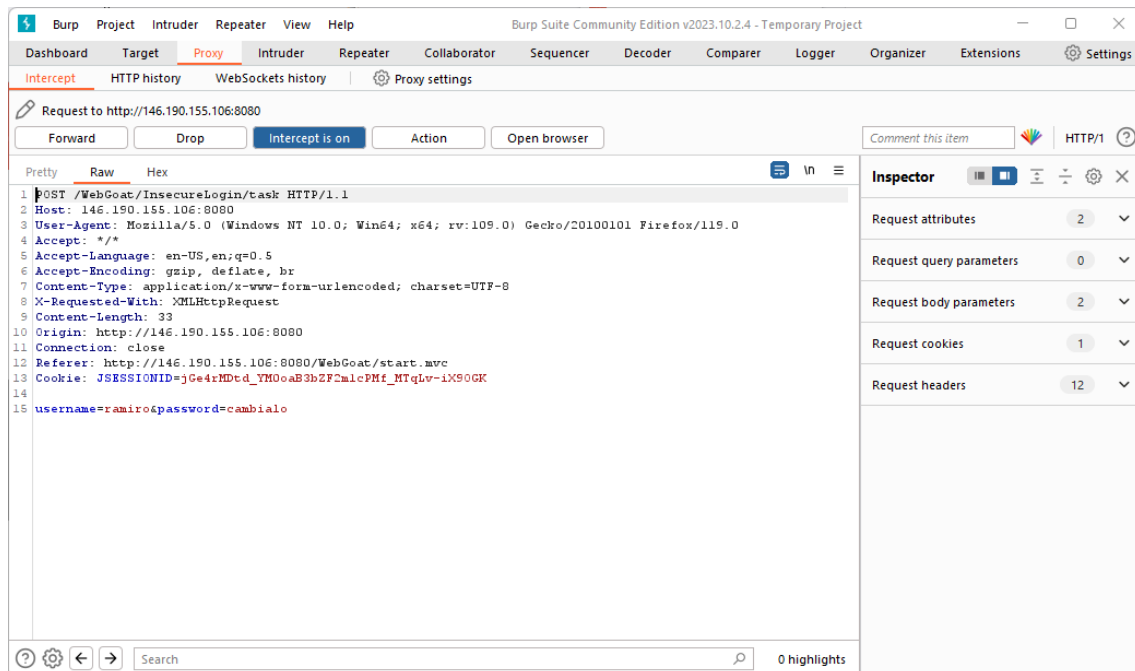 Burp Project Intruder Repeater View Help Burp Suite Community Edition v2023.10.2.4 - Temporary Project
Dashboard Target Proxy Intruder Repeater Collaborator Sequencer Decoder Comparer Logger Organizer Extensions Settings
Intercept HTTP history WebSockets history Proxy settings
Request to http://146.190.155.106:8080
Forward Drop Intercept is on Action Open browser Comment this item HTTP/1
Pretty Raw Hex \n
Inspector
1 POST /WebGoat/InsecureLogin/task HTTP/1.1
2 Host: 146.190.155.106:8080
3 User-Agent: Mozilla/5.0 (Windows NT 10.0; Win64; x64; rv:109.0) Gecko/20100101 Firefox/119.0
4 Accept: */*
5 Accept-Language: en-US,en;q=0.5
6 Accept-Encoding: gzip, deflate, br
7 Content-Type: application/x-www-form-urlencoded; charset=UTF-8
8 X-Requested-With: XMLHttpRequest
9 Content-Length: 33
10 Origin: http://146.190.155.106:8080
11 Connection: close
12 Referer: http://146.190.155.106:8080/WebGoat/start.mvc
13 Cookie: JSESSIONID=jGe4rMDtd_YM0oaB3bZF2m1cPMf_MTqLv-iX90GK
14
15 username=ramiro&password=cambialo
Request attributes 2
Request query parameters 0
Request body parameters 2
Request cookies 1
Request headers 12
Search 0 highlights